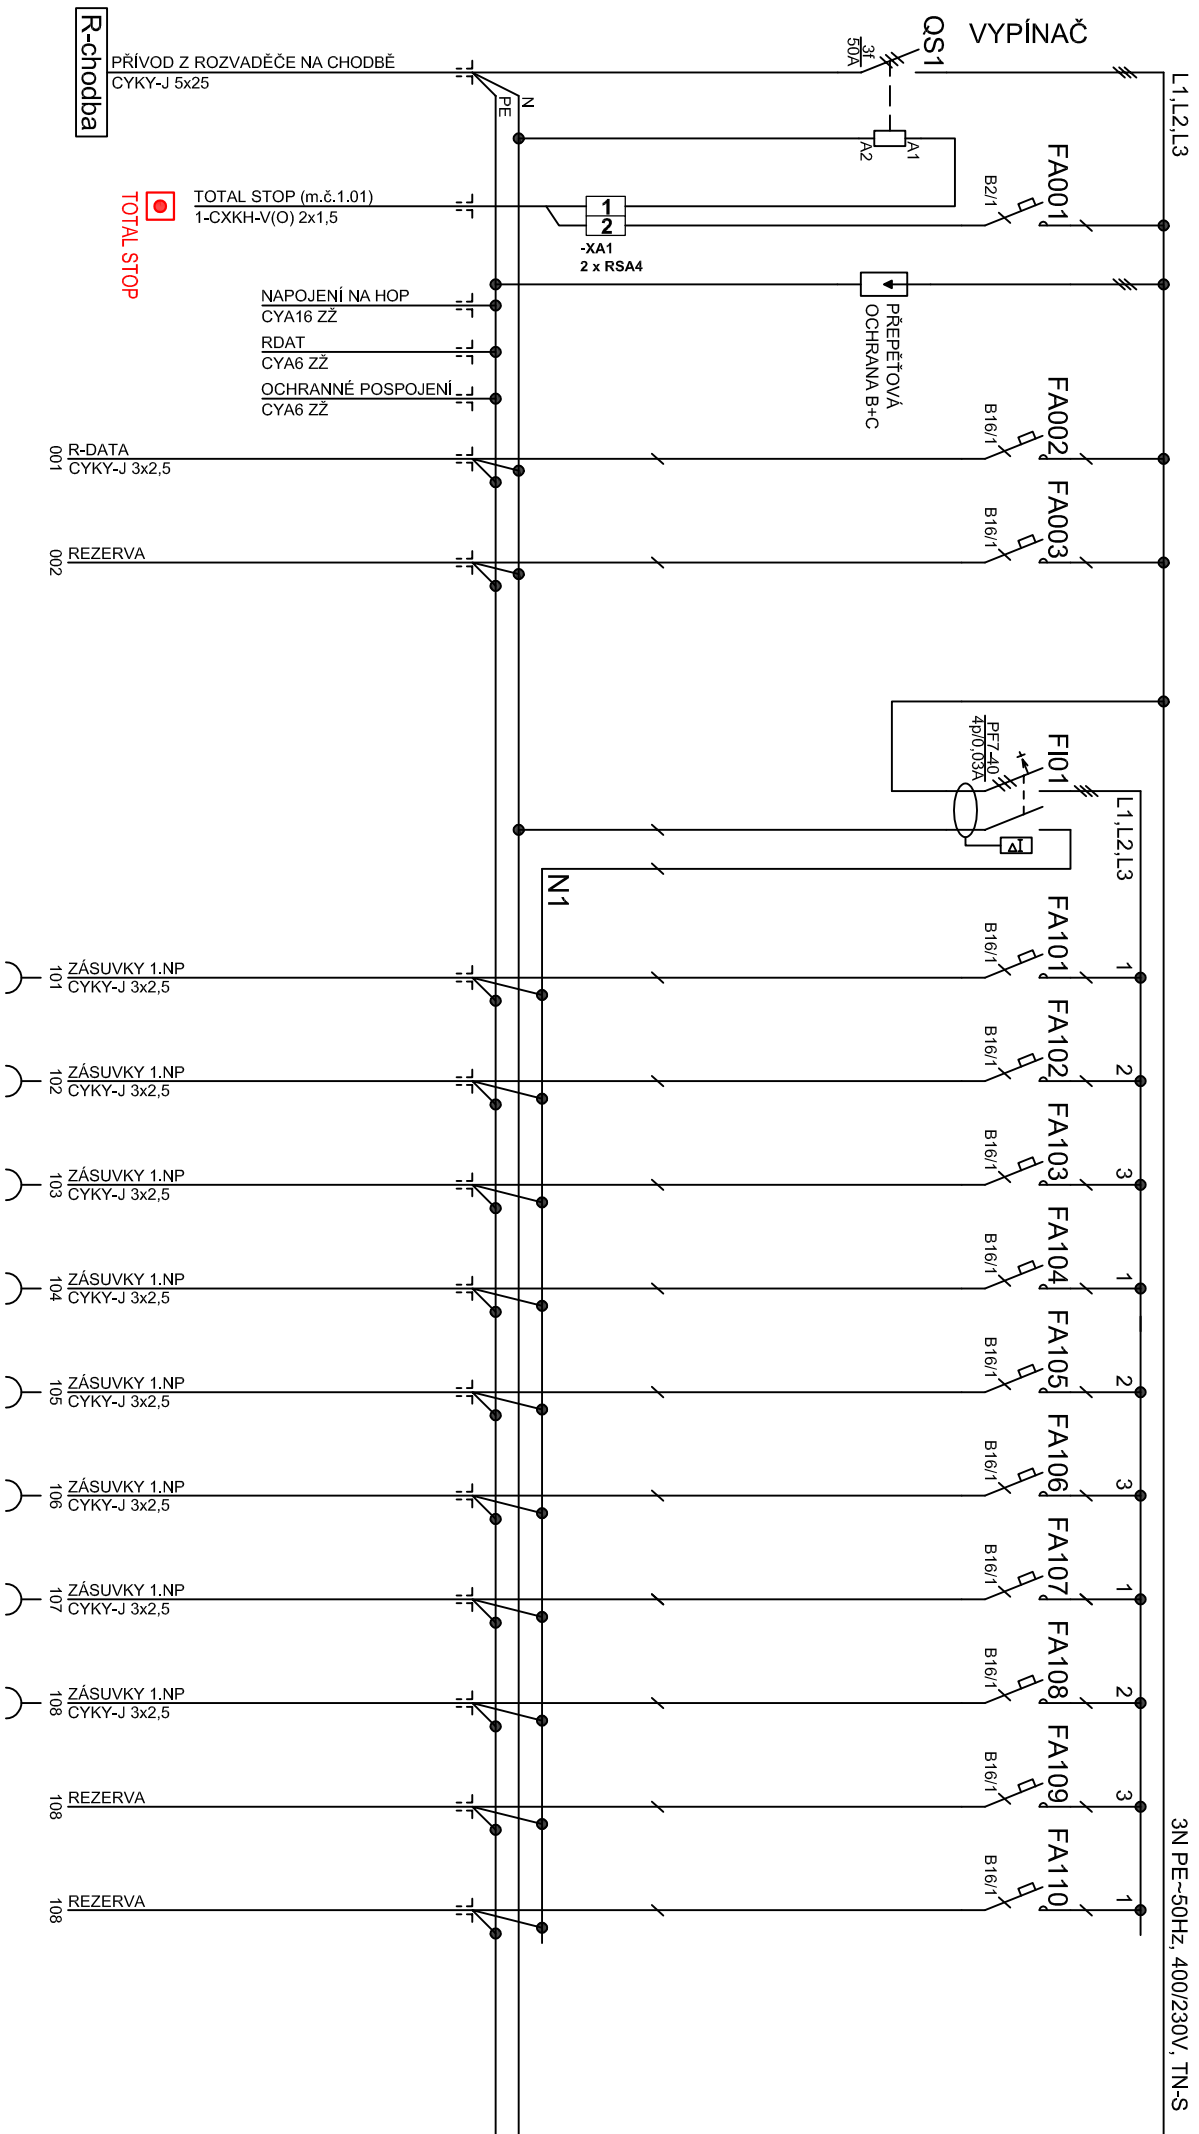 VYPÍNAČ
QS1
3f
50A
L1,L2,L3
3N PE~50Hz, 400/230V, TN-S
R-chodba
PŘÍVOD Z ROZVADĚČE NA CHODBĚ
CYKY-J 5x25
N
PE
A1
A2
TOTAL STOP
TOTAL STOP (m.č.1.01)
1-CXKH-V(O) 2x1,5
1
2
-XA1
2 x RSA4
FA001
B2/1
PŘEPĚŤOVÁ
OCHRANA B+C
NAPOJENÍ NA HOP
CYA16 ZŽ
RDAT
CYA6 ZŽ
OCHRANNÉ POSPOJENÍ
CYA6 ZŽ
FA002
B16/1
001
R-DATA
CYKY-J 3x2,5
FA003
B16/1
002
REZERVA
FI01
PF7-40
4p/0,03A
L1,L2,L3
ΔI
N1
FA101
B16/1
1
101
ZÁSUVKY 1.NP
CYKY-J 3x2,5
FA102
B16/1
2
102
ZÁSUVKY 1.NP
CYKY-J 3x2,5
FA103
B16/1
3
103
ZÁSUVKY 1.NP
CYKY-J 3x2,5
FA104
B16/1
1
104
ZÁSUVKY 1.NP
CYKY-J 3x2,5
FA105
B16/1
2
105
ZÁSUVKY 1.NP
CYKY-J 3x2,5
FA106
B16/1
3
106
ZÁSUVKY 1.NP
CYKY-J 3x2,5
FA107
B16/1
1
107
ZÁSUVKY 1.NP
CYKY-J 3x2,5
FA108
B16/1
2
108
ZÁSUVKY 1.NP
CYKY-J 3x2,5
FA109
B16/1
3
108
REZERVA
FA110
B16/1
1
108
REZERVA